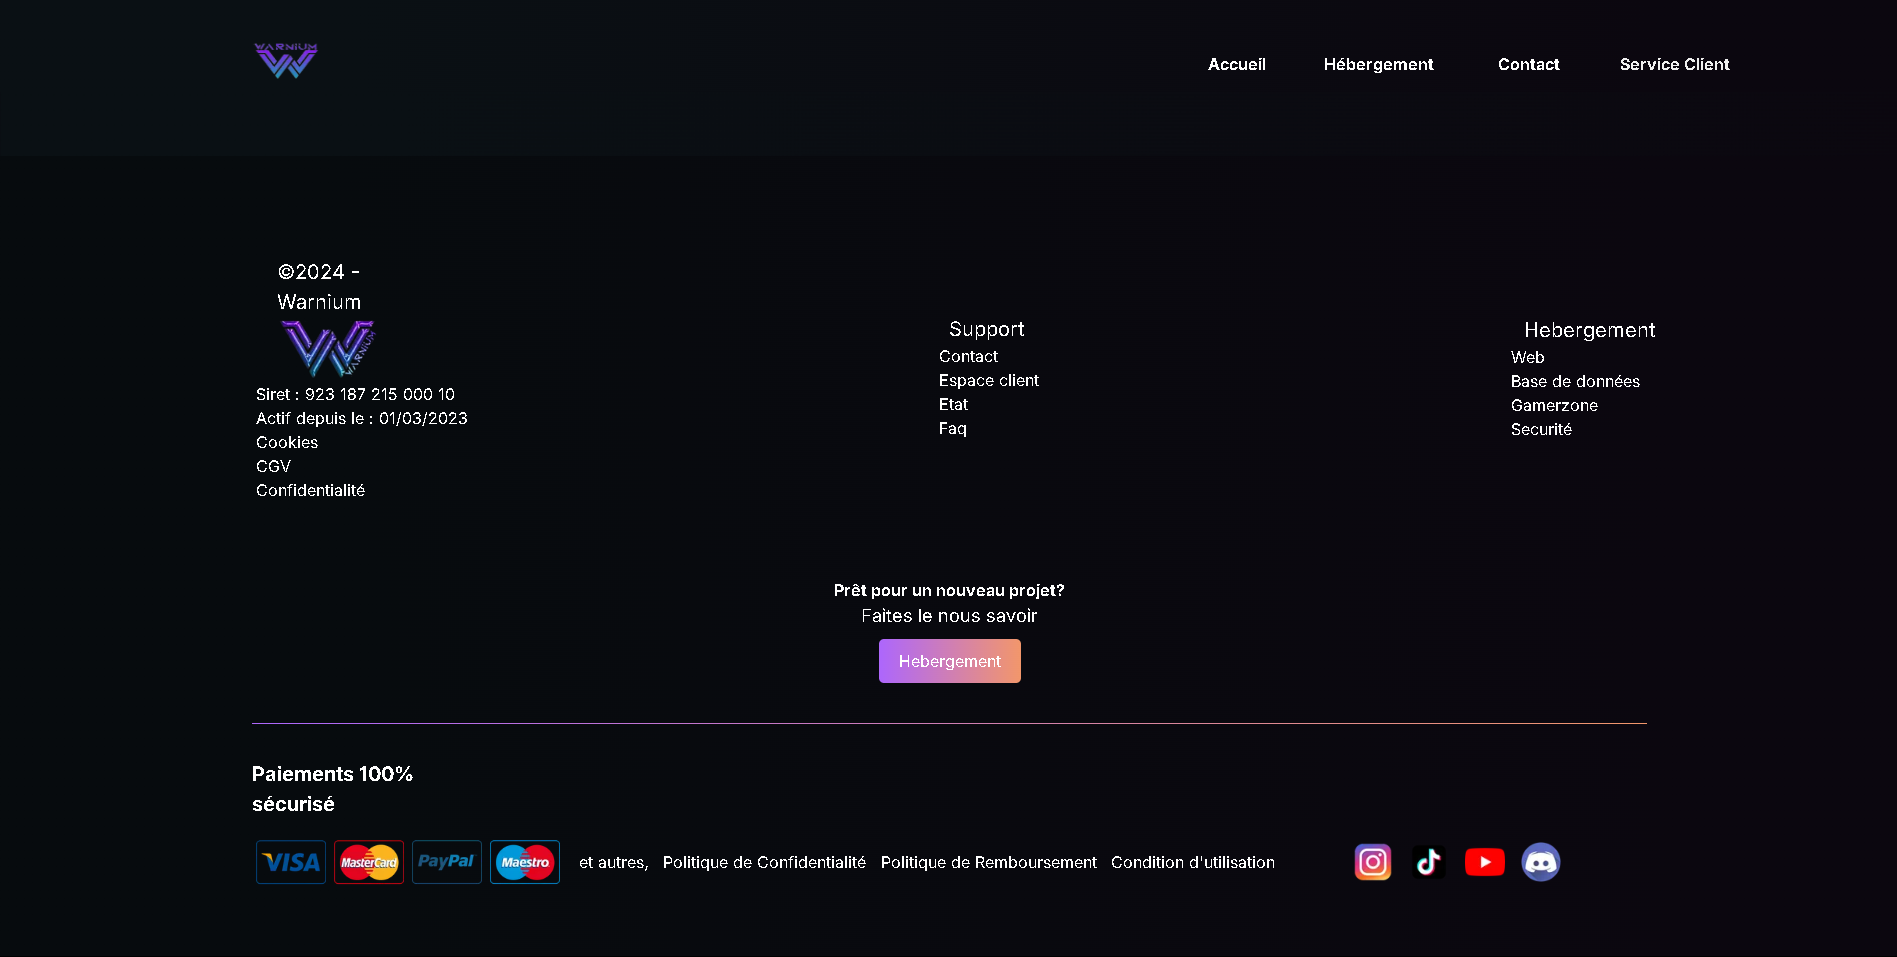 WARNIUM
Accueil Hébergement Contact Service Client
©2024 -
Warnium
WARNIUM
Siret : 923 187 215 000 10
Actif depuis le : 01/03/2023
Cookies
CGV
Confidentialité
Support
Contact
Espace client
Etat
Faq
Hebergement
Web
Base de données
Gamerzone
Securité
Prêt pour un nouveau projet?
Faites le nous savoir
Hebergement
Paiements 100%
sécurisé
VISA MasterCard PayPal Maestro et autres, Politique de Confidentialité Politique de Remboursement Condition d'utilisation